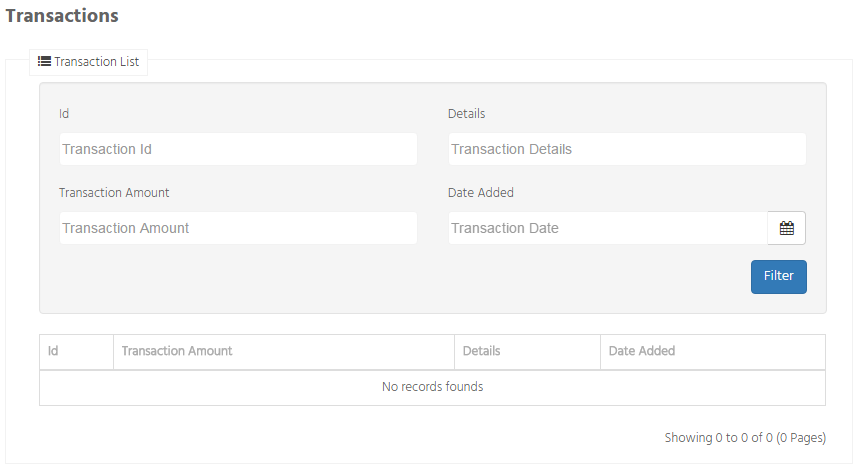 Transactions
Transaction List
Id
Details
Transaction Id
Transaction Details
Transaction Amount
Date Added
Transaction Amount
Transaction Date
Filter
Id Transaction Amount Details Date Added
No records founds
Showing 0 to 0 of 0 (0 Pages)